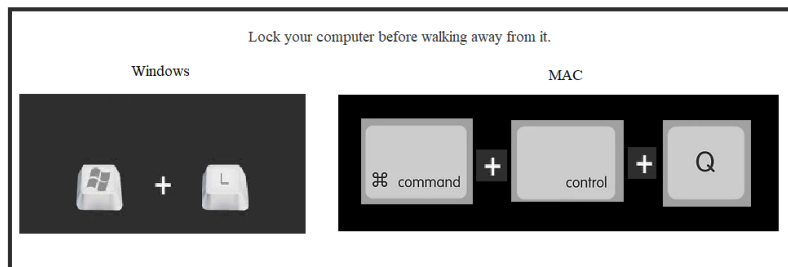 Lock your computer before walking away from it.
Windows
MAC
+ L
⌘ command + control + Q